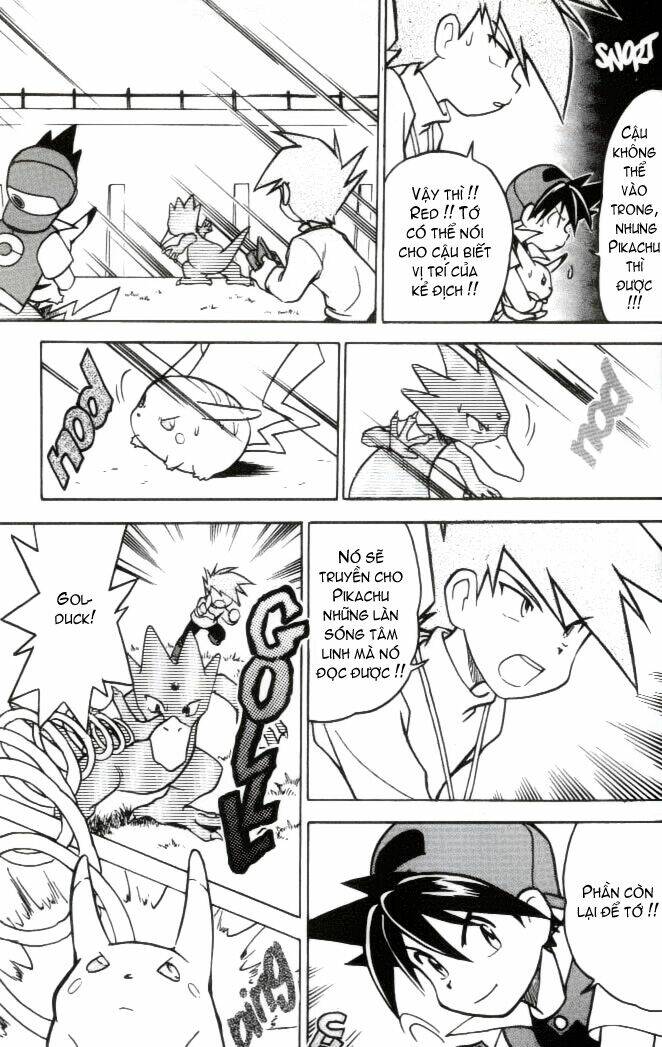 SNORT
CẬU
KHÔNG
THỂ
VÀO
TRONG,
NHƯNG
PIKACHU
THÌ
ĐƯỢC
!!!
VẬY THÌ !!
RED !! TỚ
CÓ THỂ NÓI
CHO CẬU BIẾT
VỊ TRÍ CỦA
KẺ ĐỊCH !!
nod
nod
NÓ SẼ
TRUYỀN CHO
PIKACHU
NHỮNG LÀN
SÓNG TÂM
LINH MÀ NÓ
ĐỌC ĐƯỢC !!
GOL-
DUCK!
PHẦN CÒN
LẠI ĐỂ TỚ !!